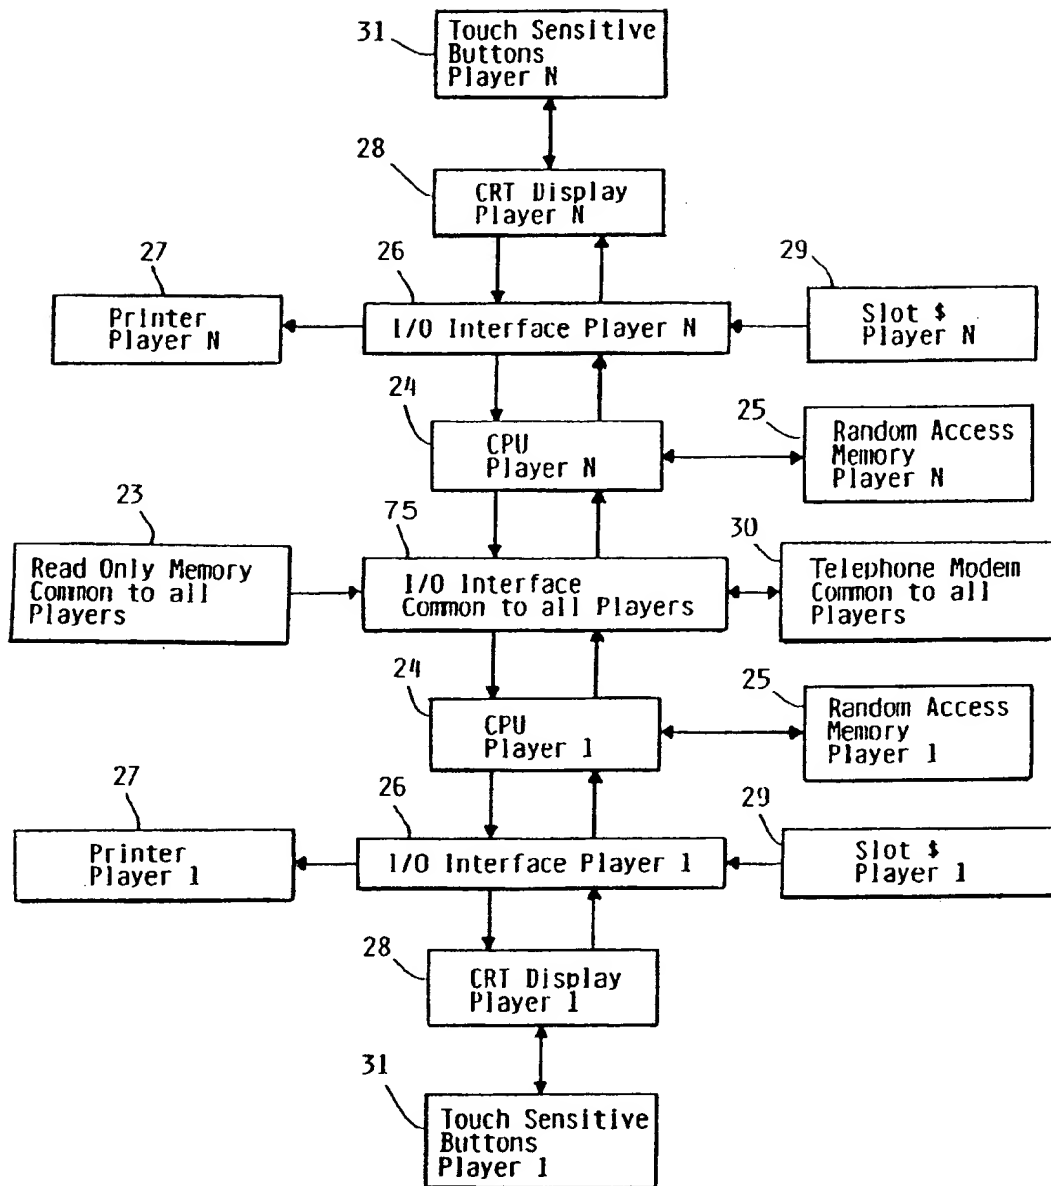 31
Touch Sensitive
Buttons
Player N
28
CRT Display
Player N
27
26
29
Printer
Player N
I/O Interface Player N
Slot $
Player N
24
25
CPU
Player N
Random Access
Memory
Player N
23
75
30
Read Only Memory
Common to all
Players
I/O Interface
Common to all Players
Telephone Modem
Common to all
Players
24
25
CPU
Player 1
Random Access
Memory
Player 1
27
26
29
Printer
Player 1
I/O Interface Player 1
Slot $
Player 1
28
CRT Display
Player 1
31
Touch Sensitive
Buttons
Player 1